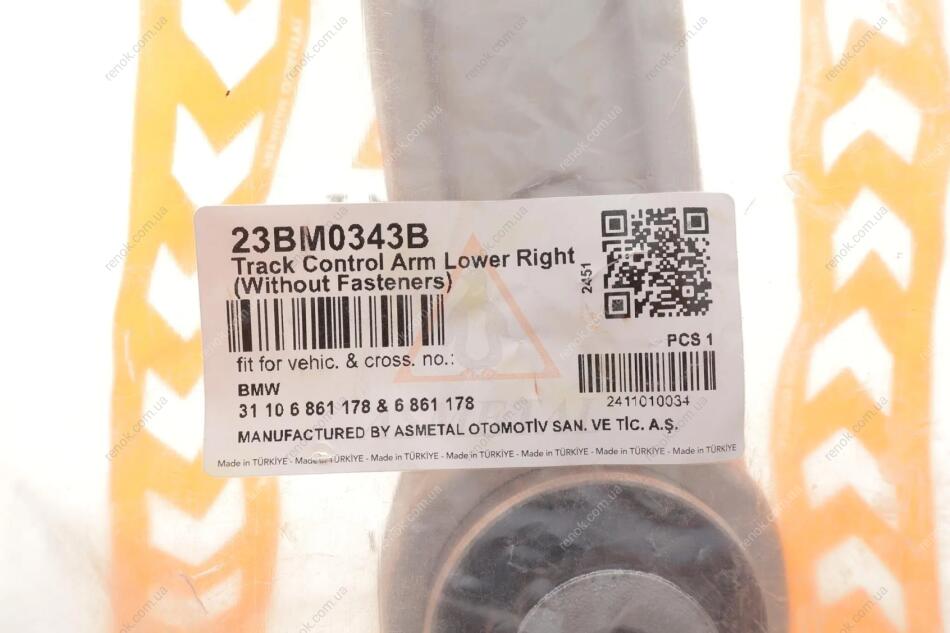 23BM0343B
Track Control Arm Lower Right
(Without Fasteners)
2451
fit for vehic. & cross. no.:
PCS 1
BMW
31 10 6 861 178 & 6 861 178
2411010034
MANUFACTURED BY ASMETAL OTOMOTİV SAN. VE TİC. A.Ş.
Made in TÜRKİYE - Made in TÜRKİYE - Made in TÜRKİYE - Made in TÜRKİYE - Made in TÜRKİYE - Made in TÜRKİYE - Made in TÜRKİYE
renok.com.ua